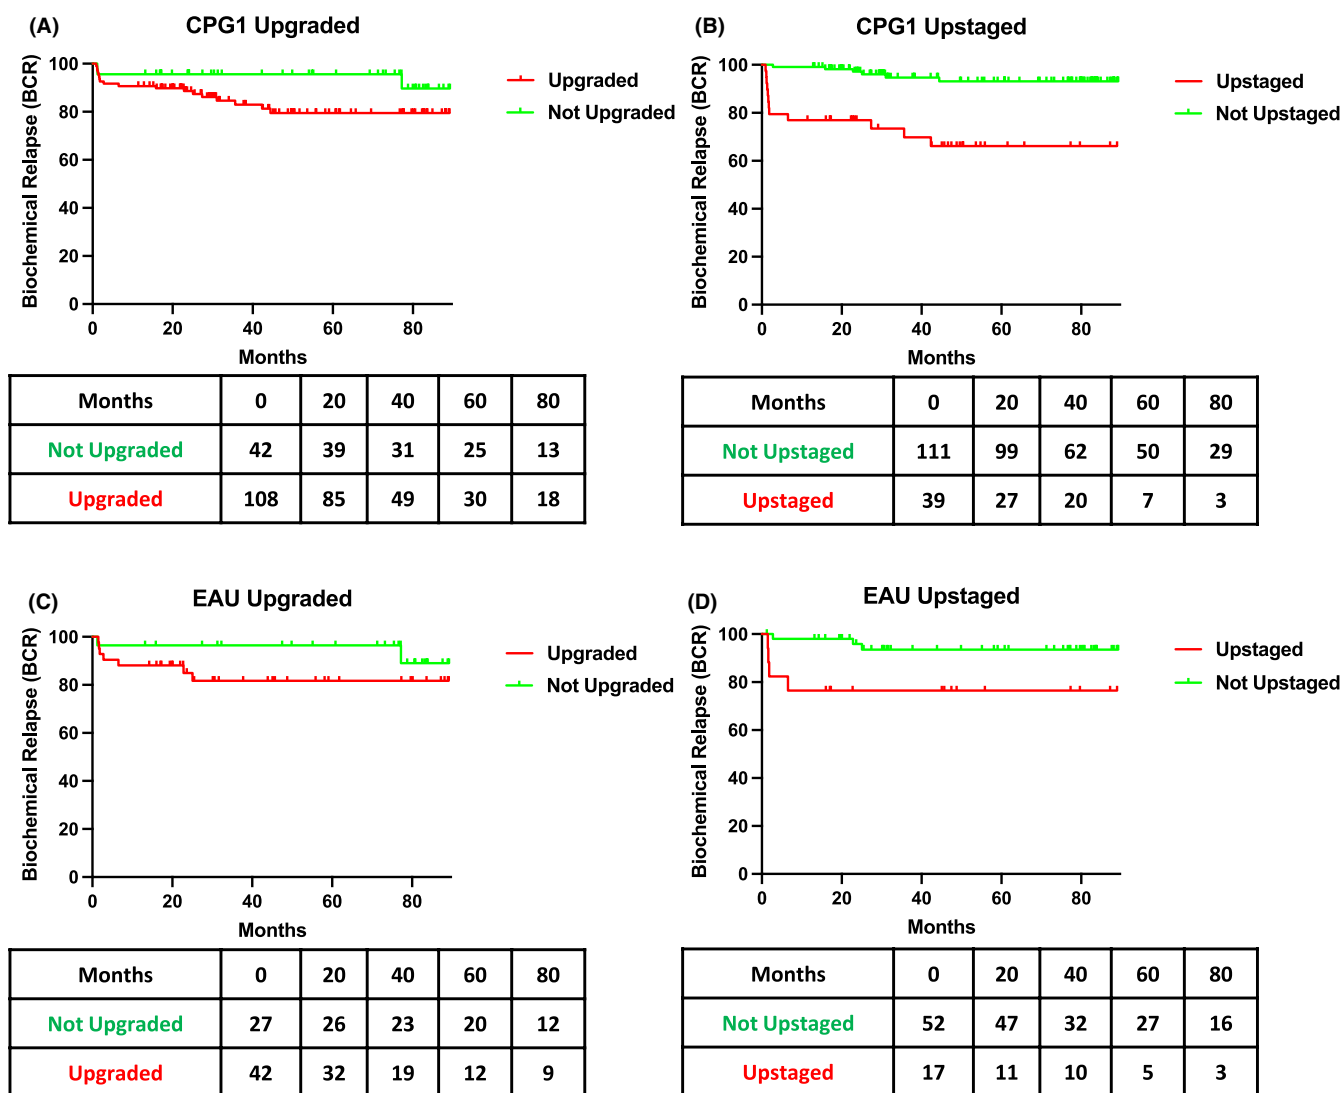 (A) CPG1 Upgraded
Biochemical Relapse (BCR)
100
80
60
40
20
0
0 20 40 60 80
Months
Upgraded
Not Upgraded
Months 0 20 40 60 80
Not Upgraded 42 39 31 25 13
Upgraded 108 85 49 30 18
(B) CPG1 Upstaged
Biochemical Relapse (BCR)
100
80
60
40
20
0
0 20 40 60 80
Months
Upstaged
Not Upstaged
Months 0 20 40 60 80
Not Upstaged 111 99 62 50 29
Upstaged 39 27 20 7 3
(C) EAU Upgraded
Biochemical Relapse (BCR)
100
80
60
40
20
0
0 20 40 60 80
Months
Upgraded
Not Upgraded
Months 0 20 40 60 80
Not Upgraded 27 26 23 20 12
Upgraded 42 32 19 12 9
(D) EAU Upstaged
Biochemical Relapse (BCR)
100
80
60
40
20
0
0 20 40 60 80
Months
Upstaged
Not Upstaged
Months 0 20 40 60 80
Not Upstaged 52 47 32 27 16
Upstaged 17 11 10 5 3